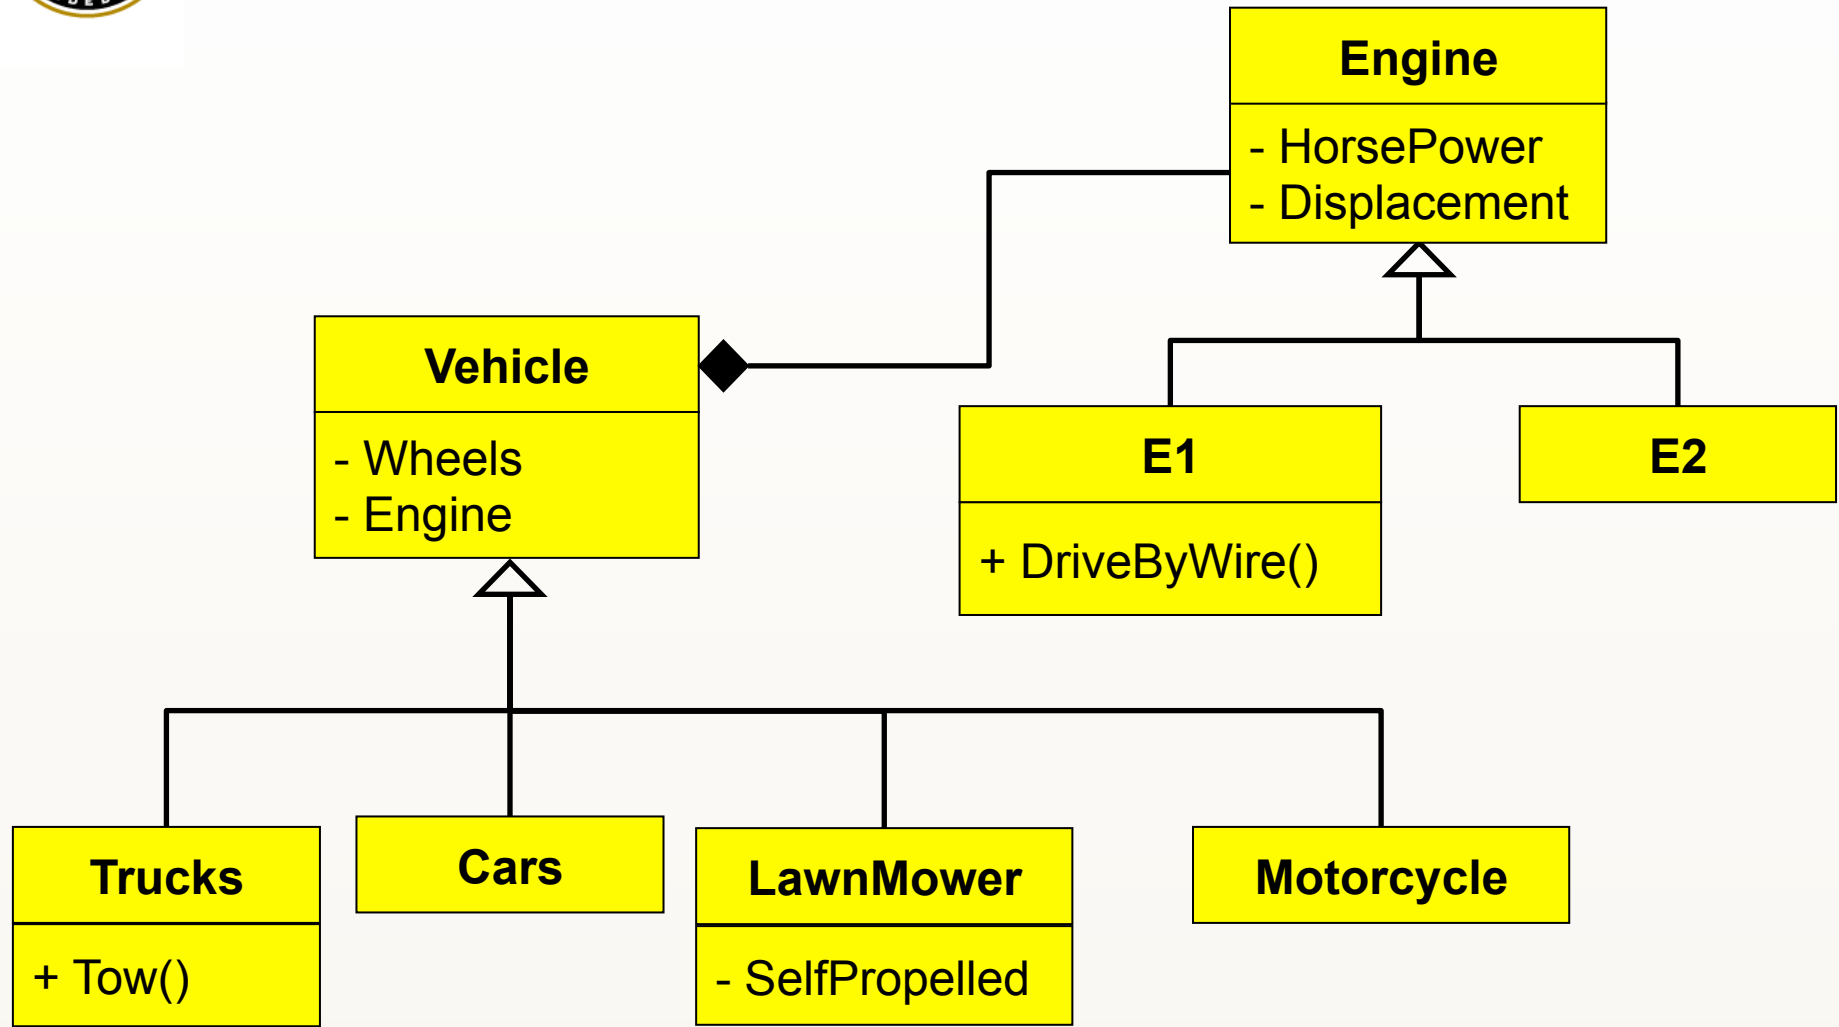 Engine
- HorsePower
- Displacement
Vehicle
- Wheels
- Engine
E1
+ DriveByWire()
E2
Trucks
+ Tow()
Cars
LawnMower
- SelfPropelled
Motorcycle